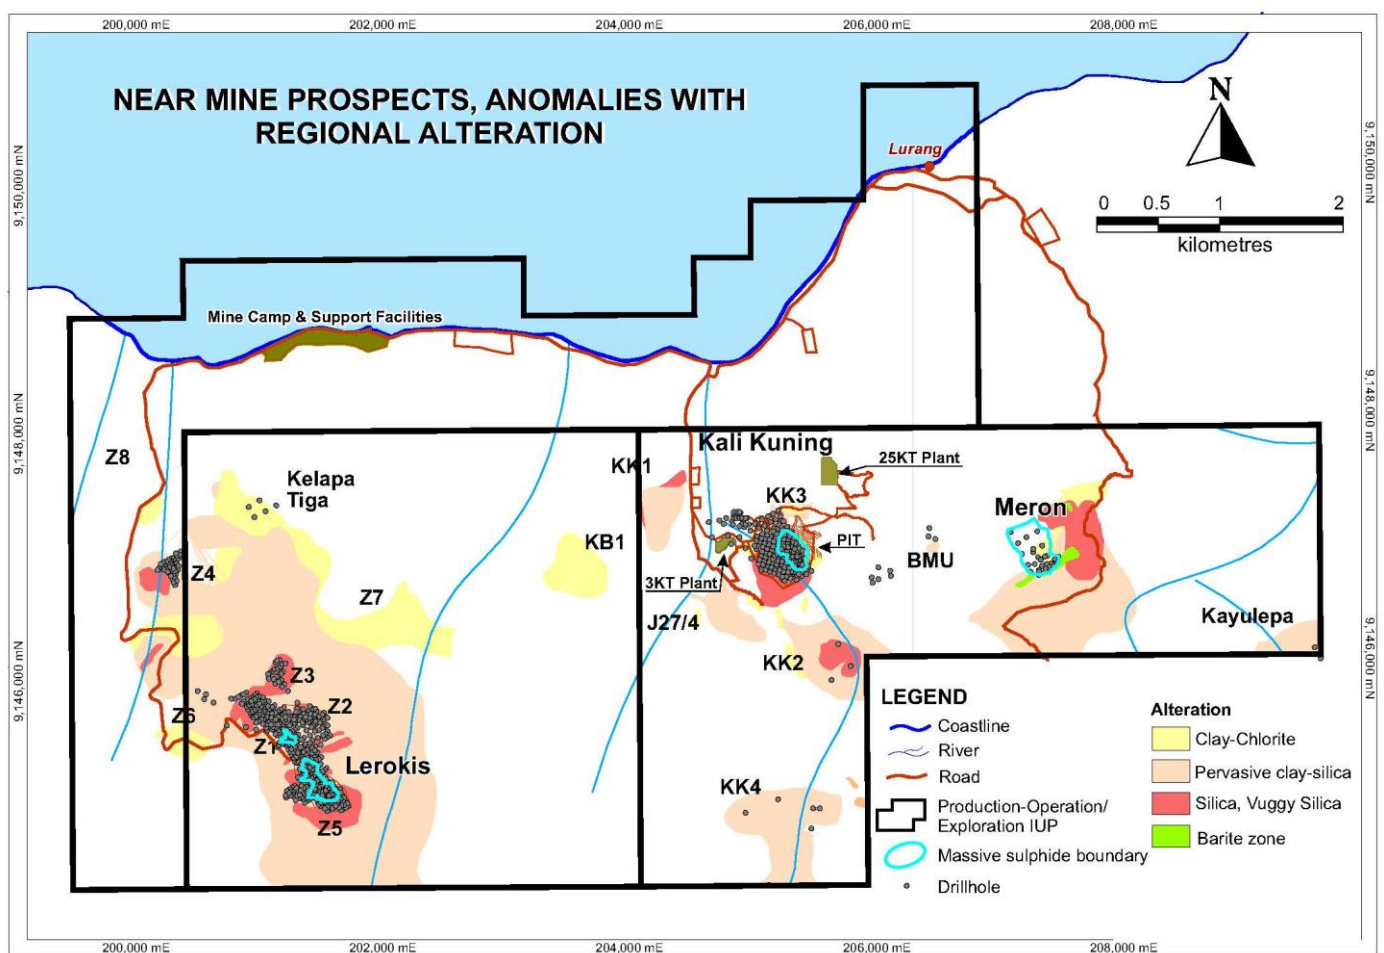 200,000 mE
202,000 mE
204,000 mE
206,000 mE
208,000 mE
NEAR MINE PROSPECTS, ANOMALIES WITH
REGIONAL ALTERATION
N
Lurang
9,150,000 mN
9,150,000 mN
0 0.5 1 2
kilometres
Mine Camp & Support Facilities
9,148,000 mN
9,148,000 mN
Z8
Kelapa
Tiga
KK1
Kali Kuning
25KT Plant
KK3
Meron
KB1
PIT
BMU
Z4
3KT Plant
Z7
J27/4
Kayulepa
9,146,000 mN
9,146,000 mN
KK2
Z3
Z2
Z6
Z1
Lerokis
Z5
KK4
LEGEND
Coastline
River
Road
Production-Operation/
Exploration IUP
Massive sulphide boundary
Drillhole
Alteration
Clay-Chlorite
Pervasive clay-silica
Silica, Vuggy Silica
Barite zone
200,000 mE
202,000 mE
204,000 mE
206,000 mE
208,000 mE